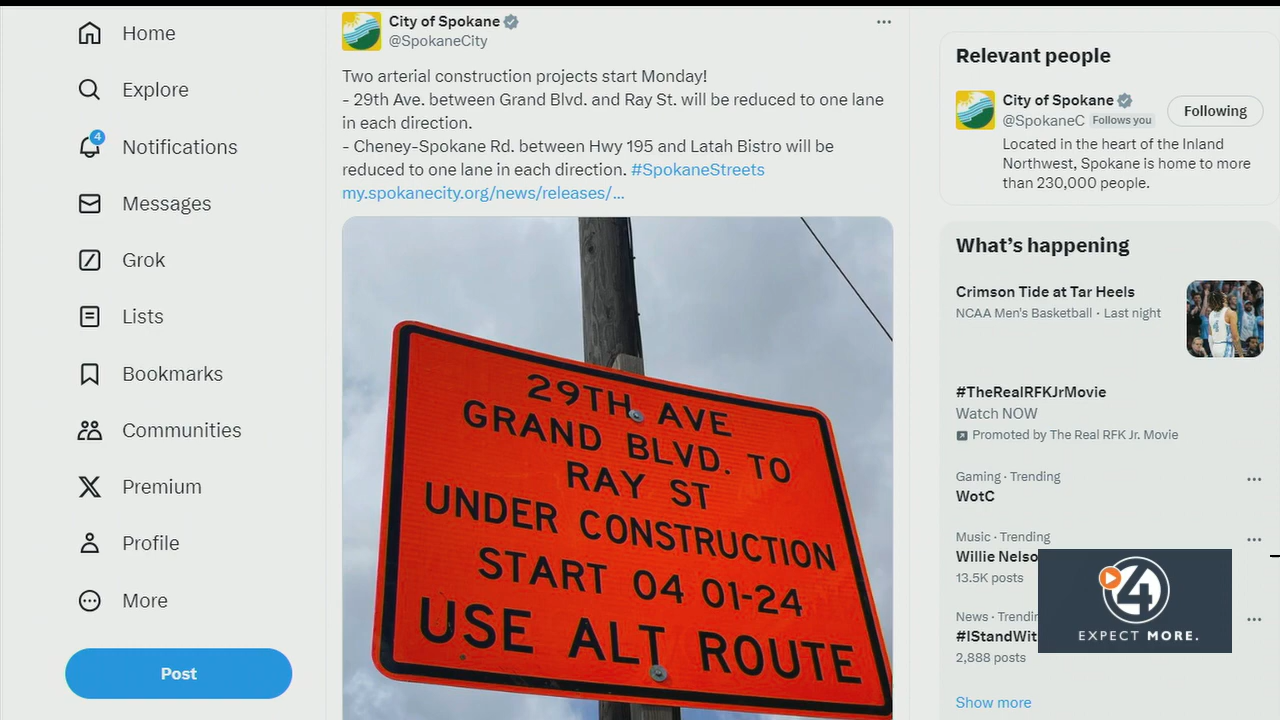 Home
Explore
4
Notifications
Messages
Grok
Lists
Bookmarks
Communities
Premium
Profile
More
Post
City of Spokane
@SpokaneCity
Two arterial construction projects start Monday!
- 29th Ave. between Grand Blvd. and Ray St. will be reduced to one lane
in each direction.
- Cheney-Spokane Rd. between Hwy 195 and Latah Bistro will be
reduced to one lane in each direction. #SpokaneStreets
my.spokanecity.org/news/releases/...
29TH AVE
GRAND BLVD. TO
RAY ST
UNDER CONSTRUCTION
START 04 01-24
USE ALT ROUTE
Relevant people
City of Spokane
@SpokaneC Follows you
Following
Located in the heart of the Inland
Northwest, Spokane is home to more
than 230,000 people.
What's happening
Crimson Tide at Tar Heels
NCAA Men's Basketball · Last night
#TheRealRFKJrMovie
Watch NOW
Promoted by The Real RFK Jr. Movie
Gaming · Trending
WotC
Music · Trending
Willie Nelso
13.5K posts
News · Trendin
#IStandWit
2,888 posts
Show more
4
EXPECT MORE.